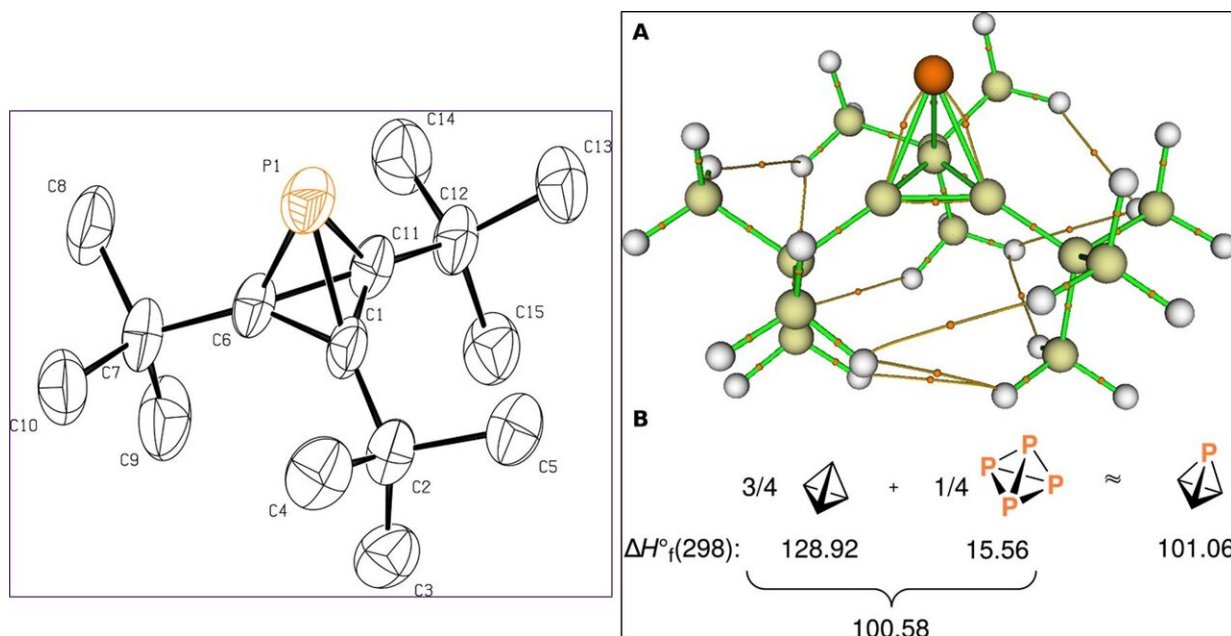 C14
C13
P1
C8
C12
C11
C1
C15
C6
C7
C10
C9
C5
C2
C4
C3
A
B
3/4 + 1/4 P P P P ≈ P
ΔH°f(298): 128.92 15.56 101.06
100.58